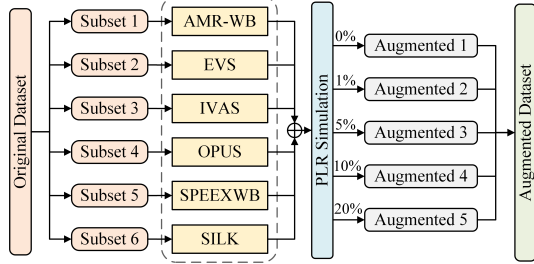 Original Dataset
Subset 1
Subset 2
Subset 3
Subset 4
Subset 5
Subset 6
AMR-WB
EVS
IVAS
OPUS
SPEEXWB
SILK
PLR Simulation
0%
1%
5%
10%
20%
Augmented 1
Augmented 2
Augmented 3
Augmented 4
Augmented 5
Augmented Dataset